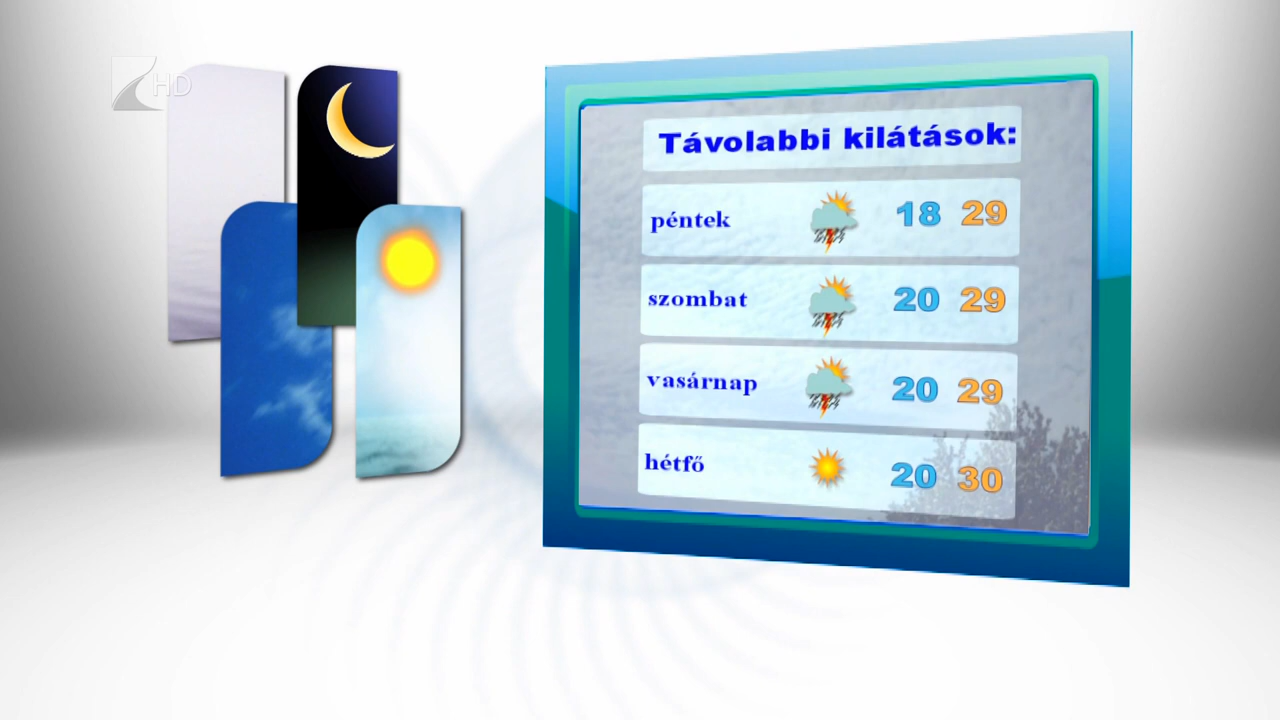 HD
Távolabbi kilátások:
péntek 18 29
szombat 20 29
vasárnap 20 29
hétfő 20 30